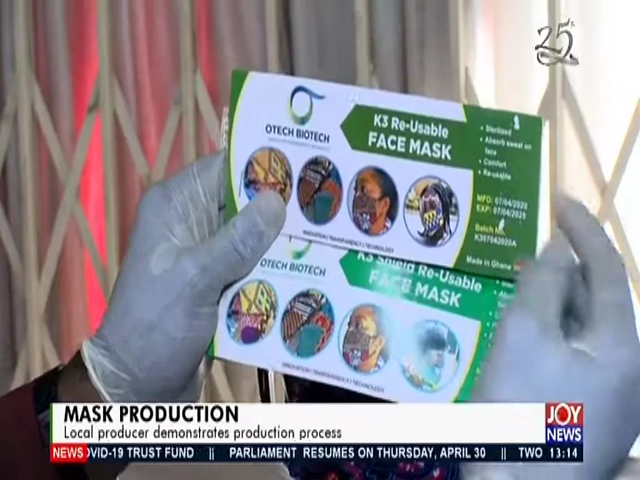 25
K3 Re-Usable
FACE MASK
OTECH BIOTECH
INNOVATION | TRANSPARENCY | TECHNOLOGY
• Sterilized
• Absorb sweat on
face
• Comfort
• Re-usable
MFD: 07/04/2020
EXP: 07/04/2025
Batch No.
K307042020A
Made in Ghana
K3 Shield Re-Usable
FACE MASK
OTECH BIOTECH
INNOVATION | TRANSPARENCY | TECHNOLOGY
MASK PRODUCTION
Local producer demonstrates production process
JOY
NEWS
NEWS OVID-19 TRUST FUND || PARLIAMENT RESUMES ON THURSDAY, APRIL 30 || TWO 13:14